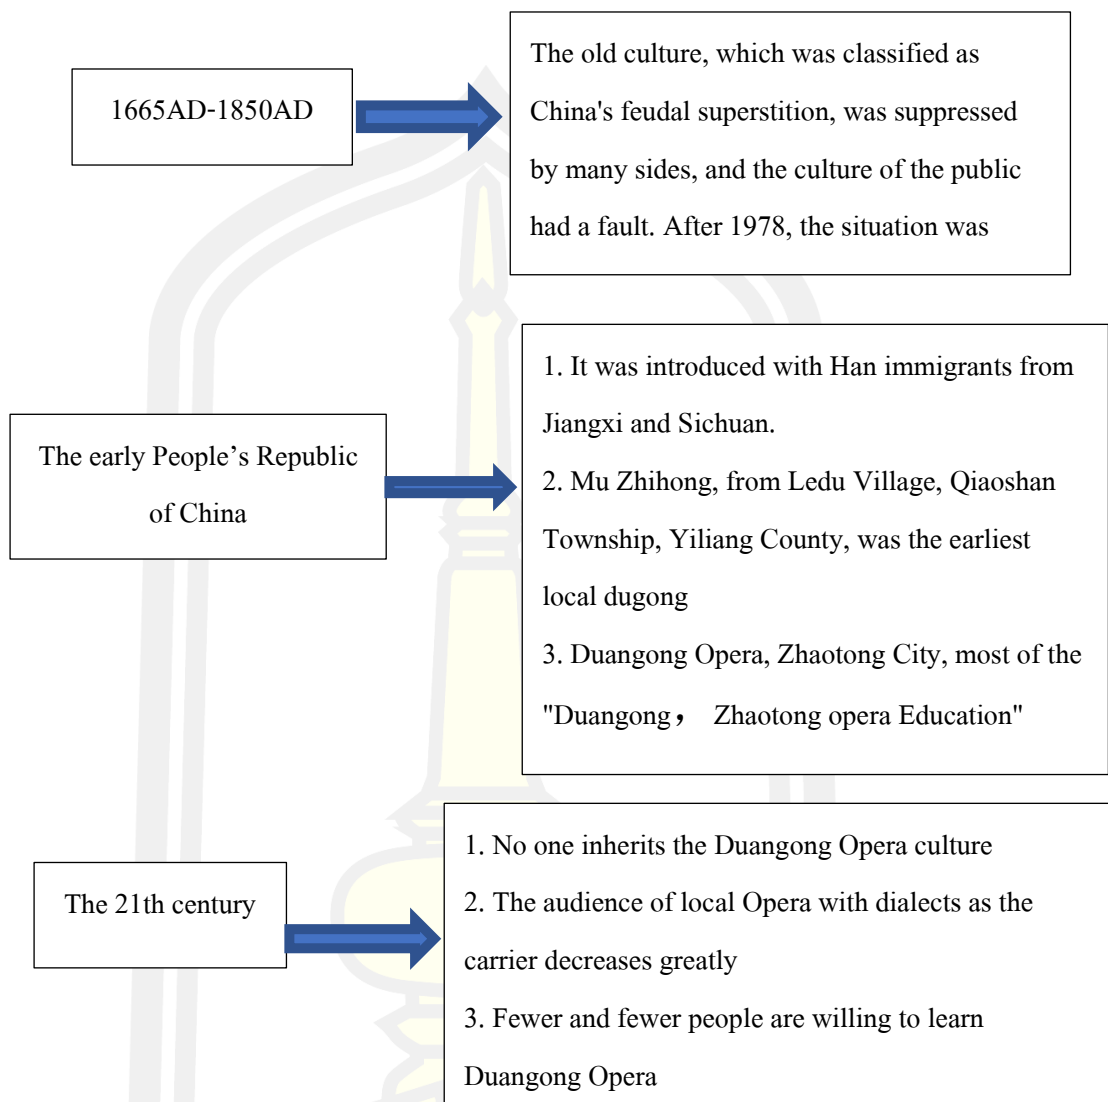 1665AD-1850AD
The old culture, which was classified as
China's feudal superstition, was suppressed
by many sides, and the culture of the public
had a fault. After 1978, the situation was
The early People’s Republic
of China
1. It was introduced with Han immigrants from
Jiangxi and Sichuan.
2. Mu Zhihong, from Ledu Village, Qiaoshan
Township, Yiliang County, was the earliest
local dugong
3. Duangong Opera, Zhaotong City, most of the
"Duangong， Zhaotong opera Education"
The 21th century
1. No one inherits the Duangong Opera culture
2. The audience of local Opera with dialects as the
carrier decreases greatly
3. Fewer and fewer people are willing to learn
Duangong Opera